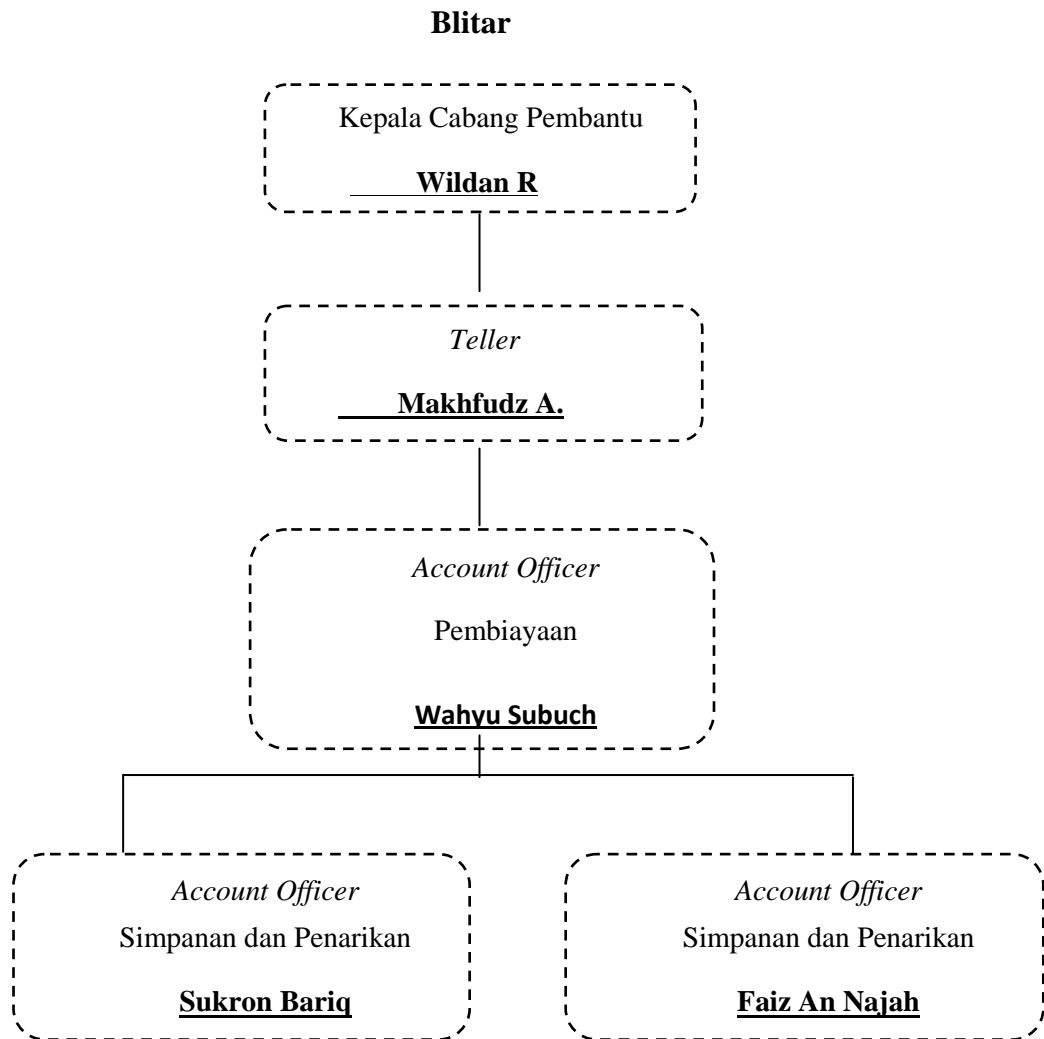 Blitar
Kepala Cabang Pembantu
Wildan R
Teller
Makhfudz A.
Account Officer
Pembiayaan
Wahyu Subuch
Account Officer
Simpanan dan Penarikan
Sukron Bariq
Account Officer
Simpanan dan Penarikan
Faiz An Najah